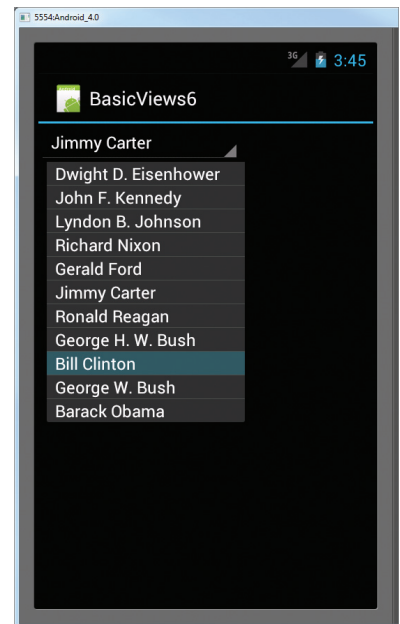 5554:Android_4.0
3G 3:45
BasicViews6
Jimmy Carter
Dwight D. Eisenhower
John F. Kennedy
Lyndon B. Johnson
Richard Nixon
Gerald Ford
Jimmy Carter
Ronald Reagan
George H. W. Bush
Bill Clinton
George W. Bush
Barack Obama